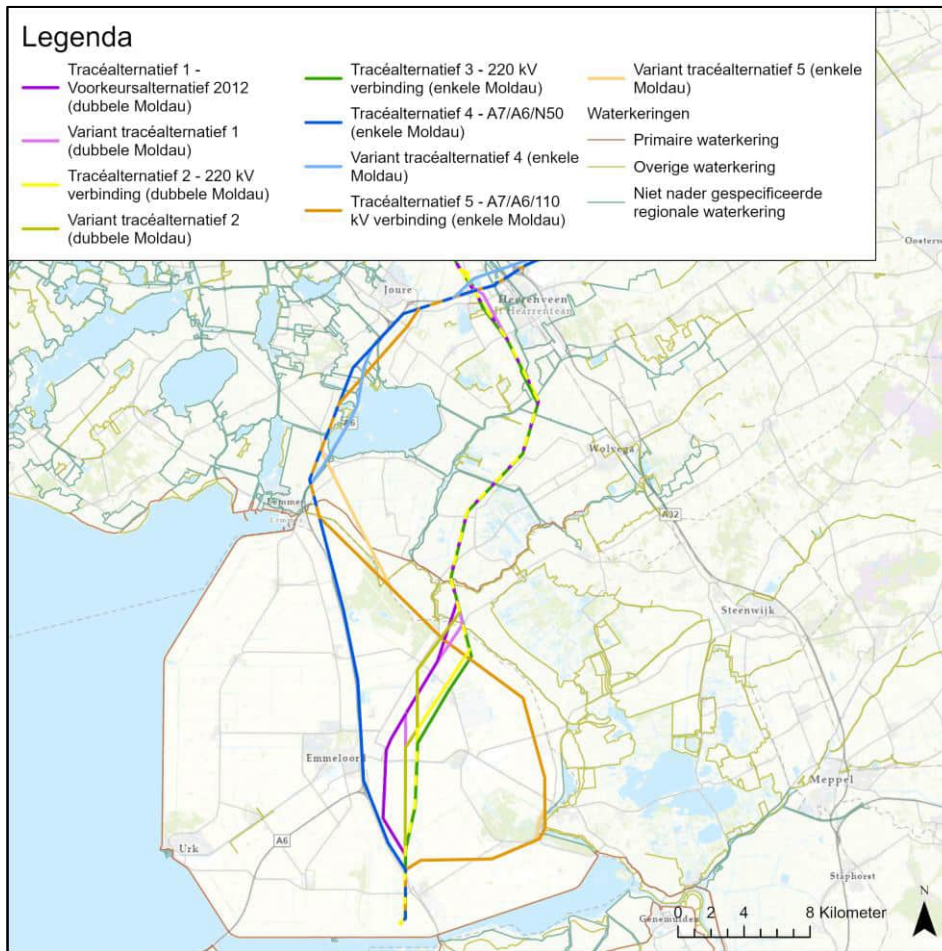 Legenda
Tracéalternatief 1 -
Voorkeursalternatief 2012
(dubbele Moldau)
Variant tracéalternatief 1
(dubbele Moldau)
Tracéalternatief 2 - 220 kV
verbinding (dubbele Moldau)
Variant tracéalternatief 2
(dubbele Moldau)
Tracéalternatief 3 - 220 kV
verbinding (enkele Moldau)
Tracéalternatief 4 - A7/A6/N50
(enkele Moldau)
Variant tracéalternatief 4 (enkele
Moldau)
Tracéalternatief 5 - A7/A6/110
kV verbinding (enkele Moldau)
Variant tracéalternatief 5 (enkele
Moldau)
Waterkeringen
Primaire waterkering
Overige waterkering
Niet nader gespecificeerde
regionale waterkering
Joure
Heerenveen
Wolvega
A32
Steenwijk
Emmeloord
Meppel
Urk
A6
Staphorst
Genemuiden
N
0 2 4 8 Kilometer